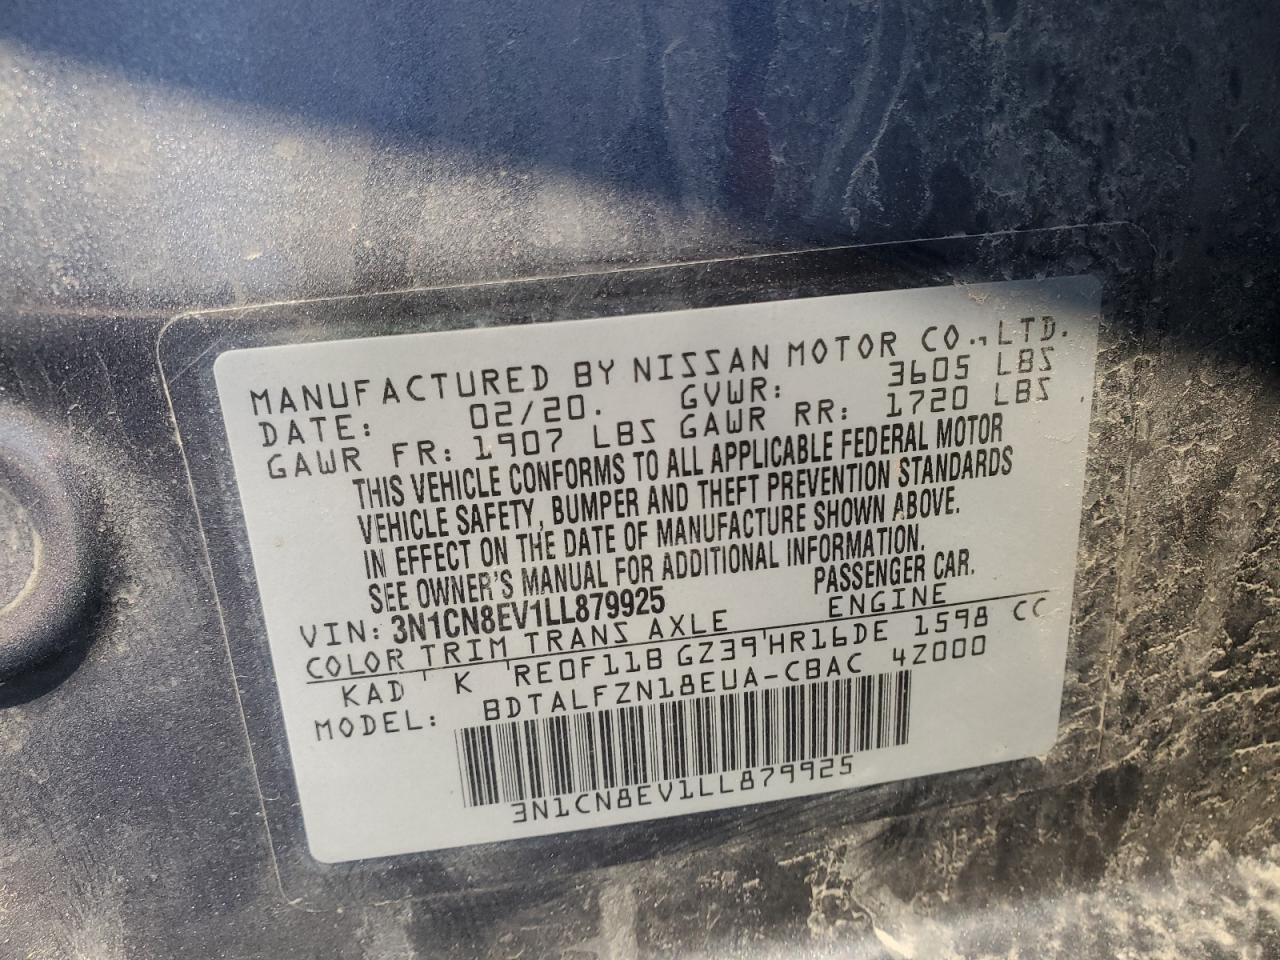 MANUFACTURED BY NISSAN MOTOR CO., LTD.
DATE: 02/20. GVWR: 3605 LBS
GAWR FR: 1907 LBS GAWR RR: 1720 LBS
THIS VEHICLE CONFORMS TO ALL APPLICABLE FEDERAL MOTOR
VEHICLE SAFETY, BUMPER AND THEFT PREVENTION STANDARDS
IN EFFECT ON THE DATE OF MANUFACTURE SHOWN ABOVE.
SEE OWNER'S MANUAL FOR ADDITIONAL INFORMATION.
VIN: 3N1CN8EV1LL879925 PASSENGER CAR.
COLOR TRIM TRANS AXLE ENGINE
KAD K RE0F11B GZ39 HR16DE 1598 CC
MODEL: BDTALFZN18EUA-CBAC 4Z000
3N1CN8EV1LL879925